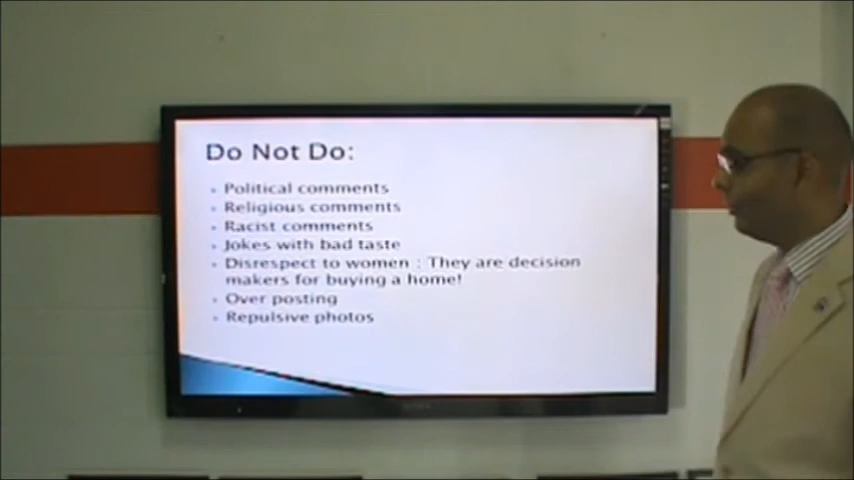 Do Not Do:
Political comments
Religious comments
Racist comments
Jokes with bad taste
Disrespect to women : They are decision
makers for buying a home!
Over posting
Repulsive photos